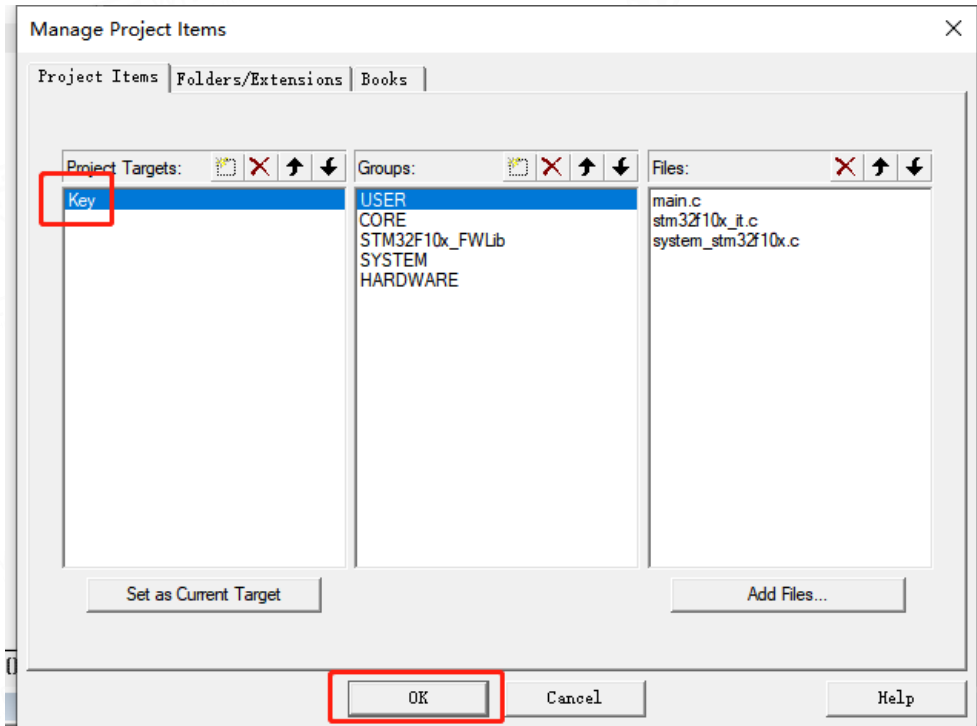 Manage Project Items
Project Items Folders/Extensions Books
Project Targets: Groups: Files:
Key USER main.c
CORE stm32f10x_it.c
STM32F10x_FWLib system_stm32f10x.c
SYSTEM
HARDWARE
Set as Current Target Add Files...
OK Cancel Help